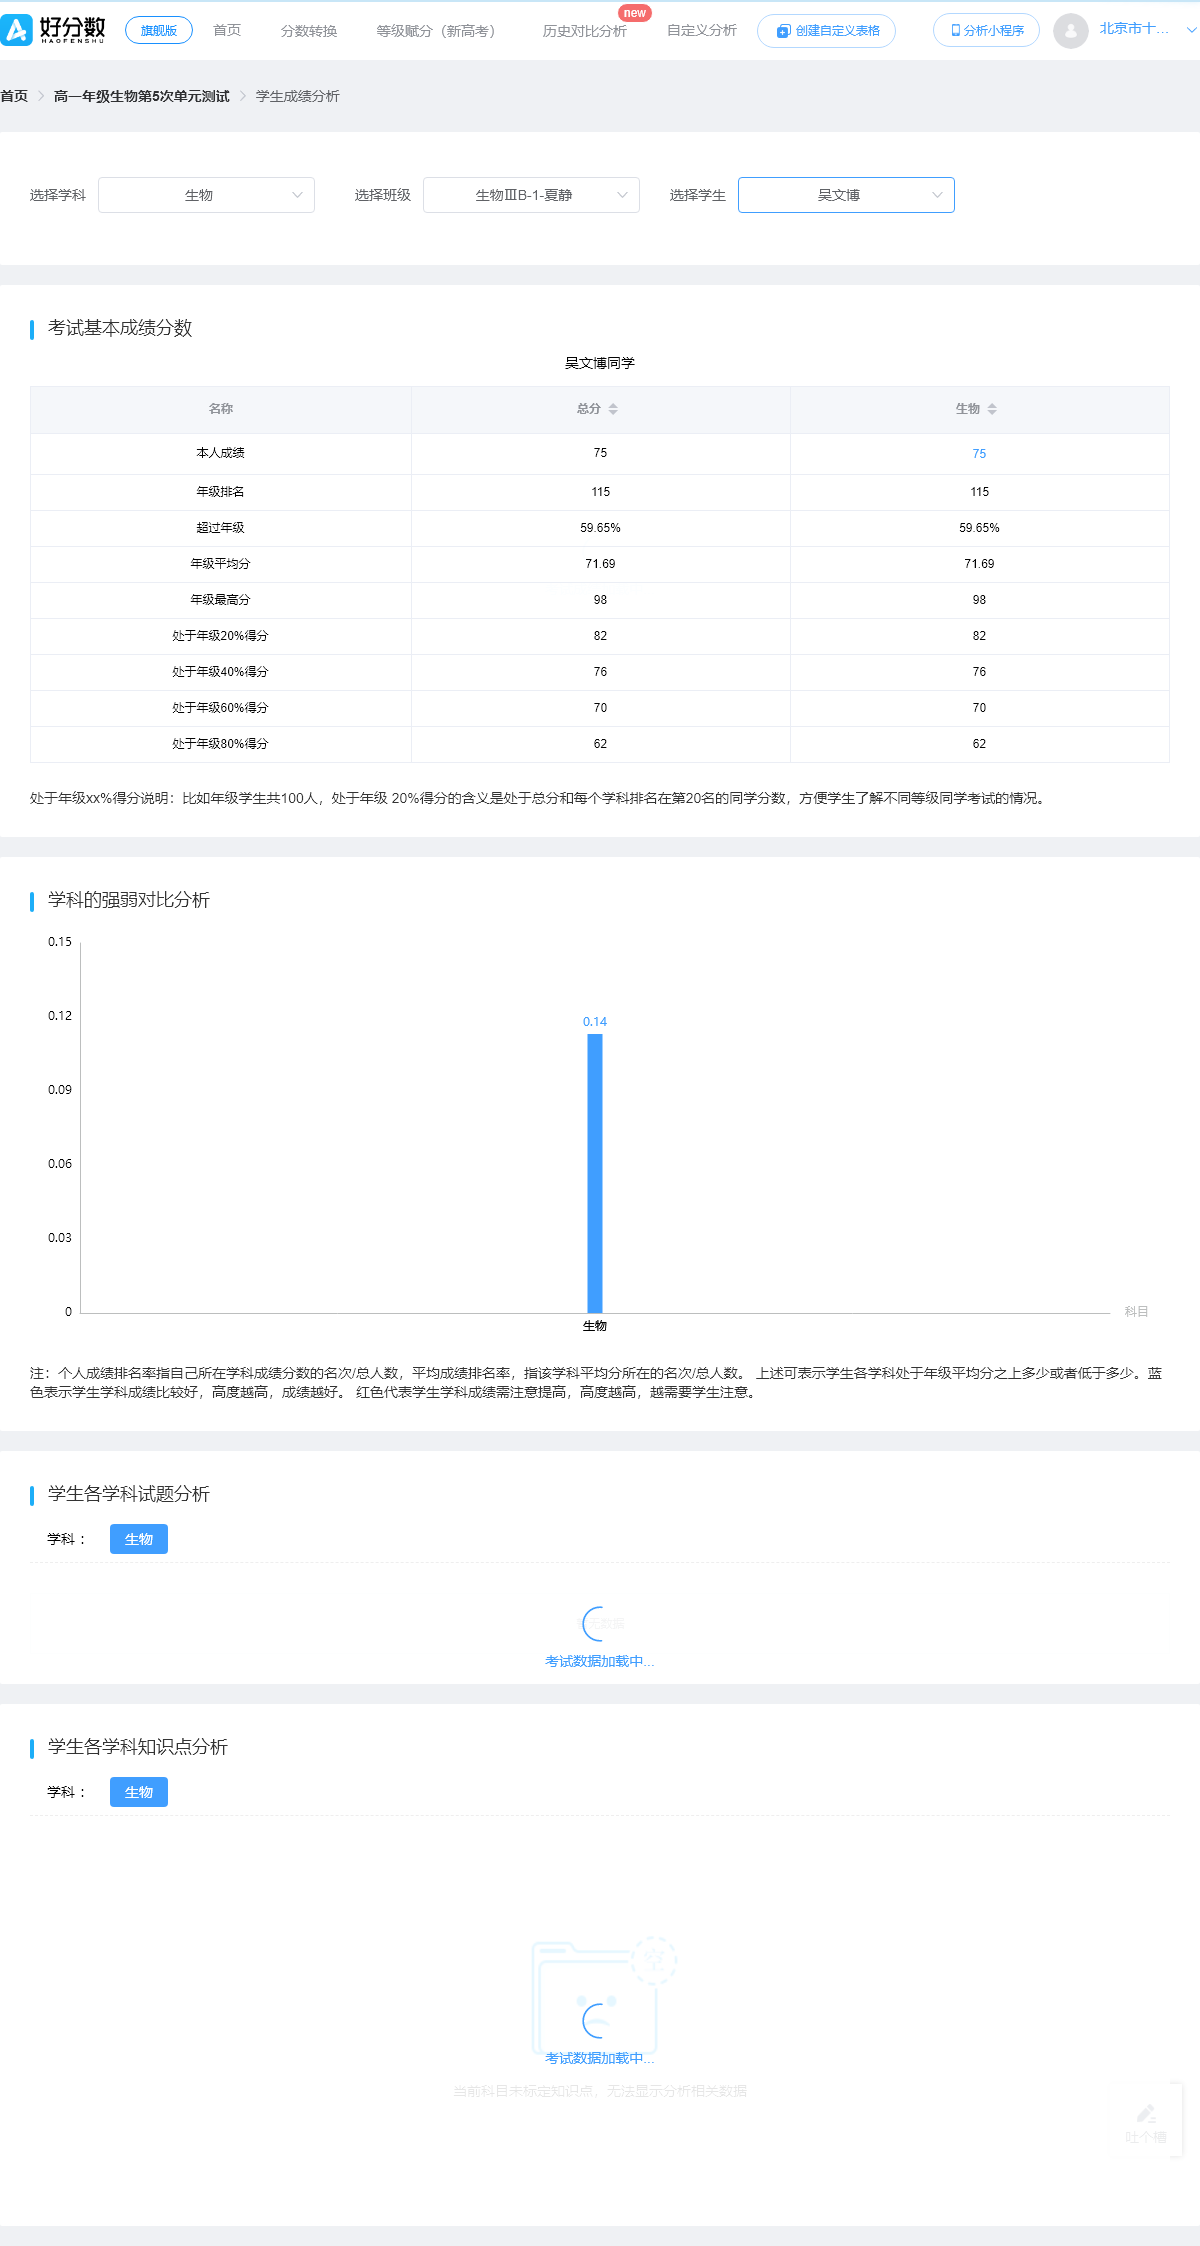 好分数
HAOFENSHU
旗舰版
首页
分数转换
等级赋分（新高考）
历史对比分析
new
自定义分析
创建自定义表格
分析小程序
北京市十...
首页 高一年级生物第5次单元测试 学生成绩分析
选择学科 生物 选择班级 生物ⅢB-1-夏静 选择学生 吴文博
考试基本成绩分数
吴文博同学
名称 总分 生物
本人成绩 75 75
年级排名 115 115
超过年级 59.65% 59.65%
年级平均分 71.69 71.69
年级最高分 98 98
处于年级20%得分 82 82
处于年级40%得分 76 76
处于年级60%得分 70 70
处于年级80%得分 62 62
处于年级xx%得分说明：比如年级学生共100人，处于年级 20%得分的含义是处于总分和每个学科排名在第20名的同学分数，方便学生了解不同等级同学考试的情况。
学科的强弱对比分析
0.15
0.12
0.09
0.06
0.03
0
0.14
生物
科目
注：个人成绩排名率指自己所在学科成绩分数的名次/总人数，平均成绩排名率，指该学科平均分所在的名次/总人数。 上述可表示学生各学科处于年级平均分之上多少或者低于多少。蓝
色表示学生学科成绩比较好，高度越高，成绩越好。 红色代表学生学科成绩需注意提高，高度越高，越需要学生注意。
学生各学科试题分析
学科： 生物
暂无数据
考试数据加载中...
学生各学科知识点分析
学科： 生物
空
考试数据加载中...
当前科目未标定知识点，无法显示分析相关数据
吐个槽